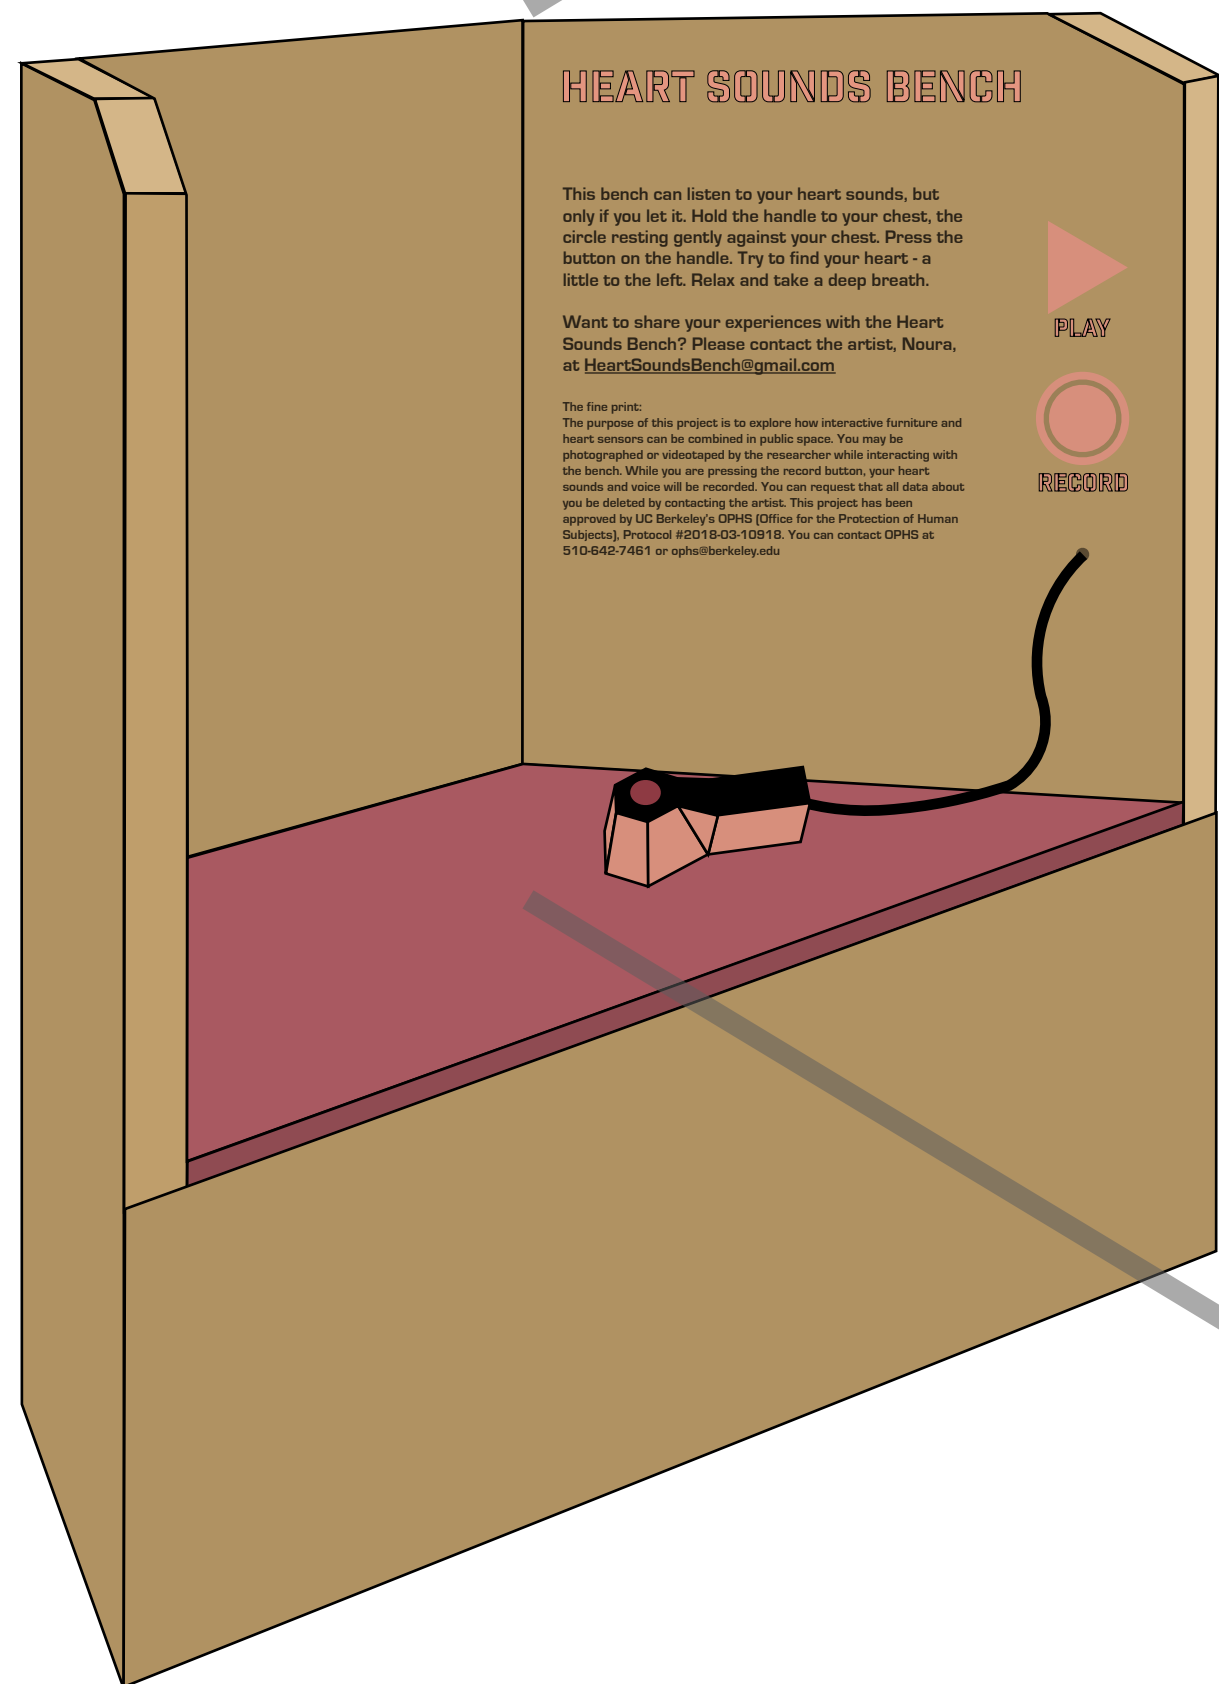 HEART SOUNDS BENCH
This bench can listen to your heart sounds, but
only if you let it. Hold the handle to your chest, the
circle resting gently against your chest. Press the
button on the handle. Try to find your heart - a
little to the left. Relax and take a deep breath.
Want to share your experiences with the Heart
Sounds Bench? Please contact the artist, Noura,
at HeartSoundsBench@gmail.com
The fine print:
The purpose of this project is to explore how interactive furniture and
heart sensors can be combined in public space. You may be
photographed or videotaped by the researcher while interacting with
the bench. While you are pressing the record button, your heart
sounds and voice will be recorded. You can request that all data about
you be deleted by contacting the artist. This project has been
approved by UC Berkeley's OPHS (Office for the Protection of Human
Subjects), Protocol #2018-03-10918. You can contact OPHS at
510-642-7461 or ophs@berkeley.edu
PLAY
RECORD